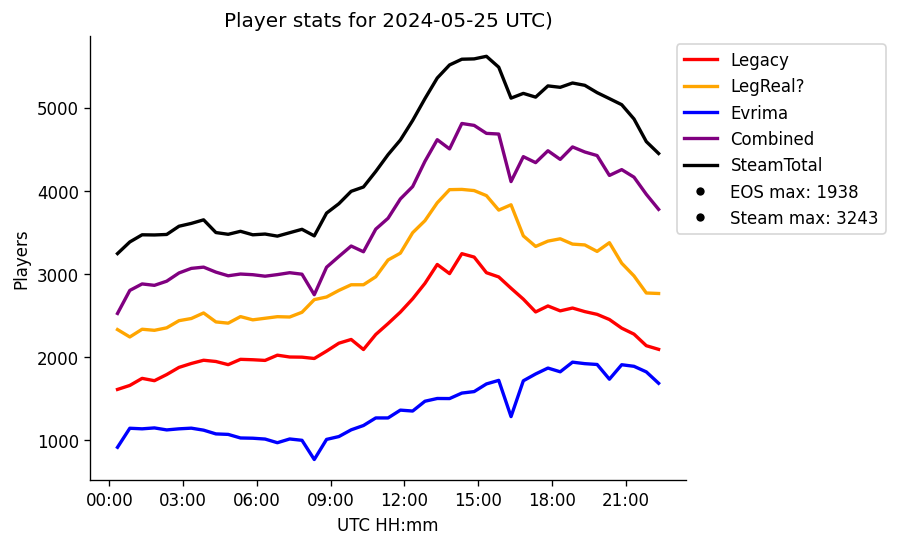 Player stats for 2024-05-25 UTC)
Legacy
LegReal?
Evrima
Combined
SteamTotal
EOS max: 1938
Steam max: 3243
Players
5000
4000
3000
2000
1000
00:00 03:00 06:00 09:00 12:00 15:00 18:00 21:00
UTC HH:mm